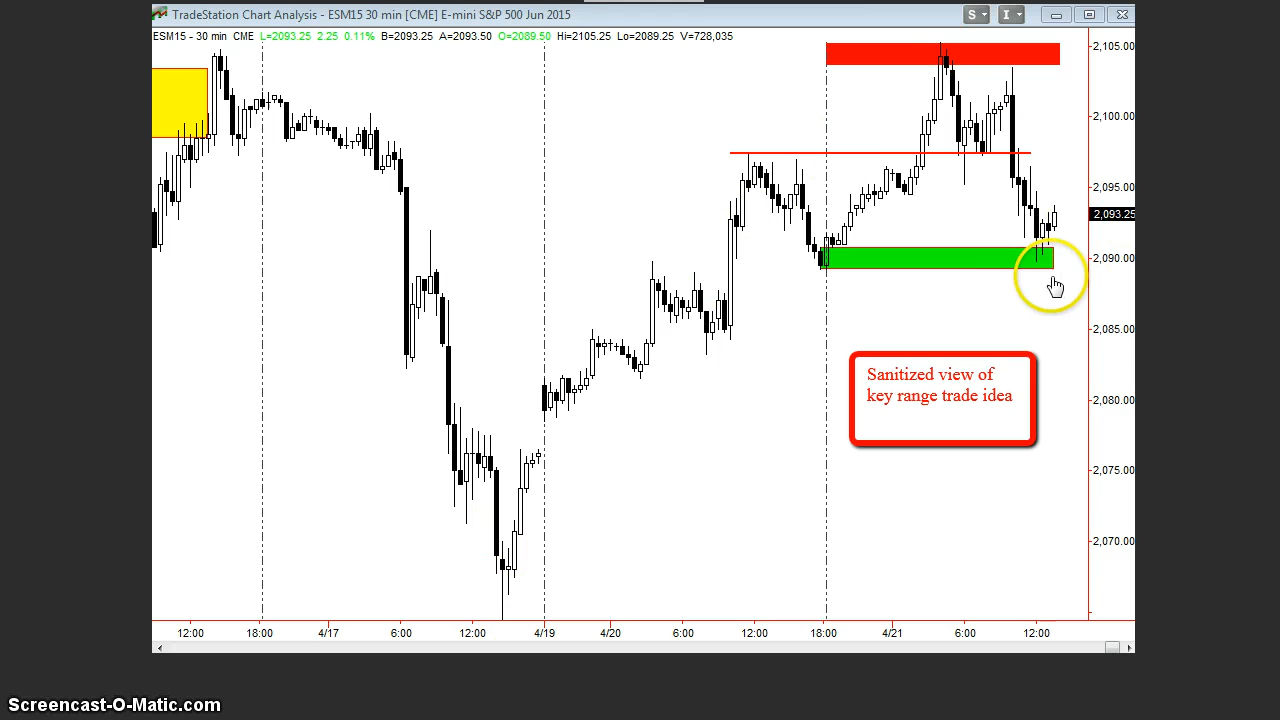 TradeStation Chart Analysis - ESM15 30 min [CME] E-mini S&P 500 Jun 2015
S
I
ESM15 - 30 min CME L=2093.25 2.25 0.11% B=2093.25 A=2093.50 O=2089.50 Hi=2105.25 Lo=2089.25 V=728,035
2,105.00
2,100.00
2,095.00
2,093.25
2,090.00
2,085.00
2,080.00
2,075.00
2,070.00
Sanitized view of
key range trade idea
12:00 18:00 4/17 6:00 12:00 4/19 4/20 6:00 12:00 18:00 4/21 6:00 12:00
Screencast-O-Matic.com